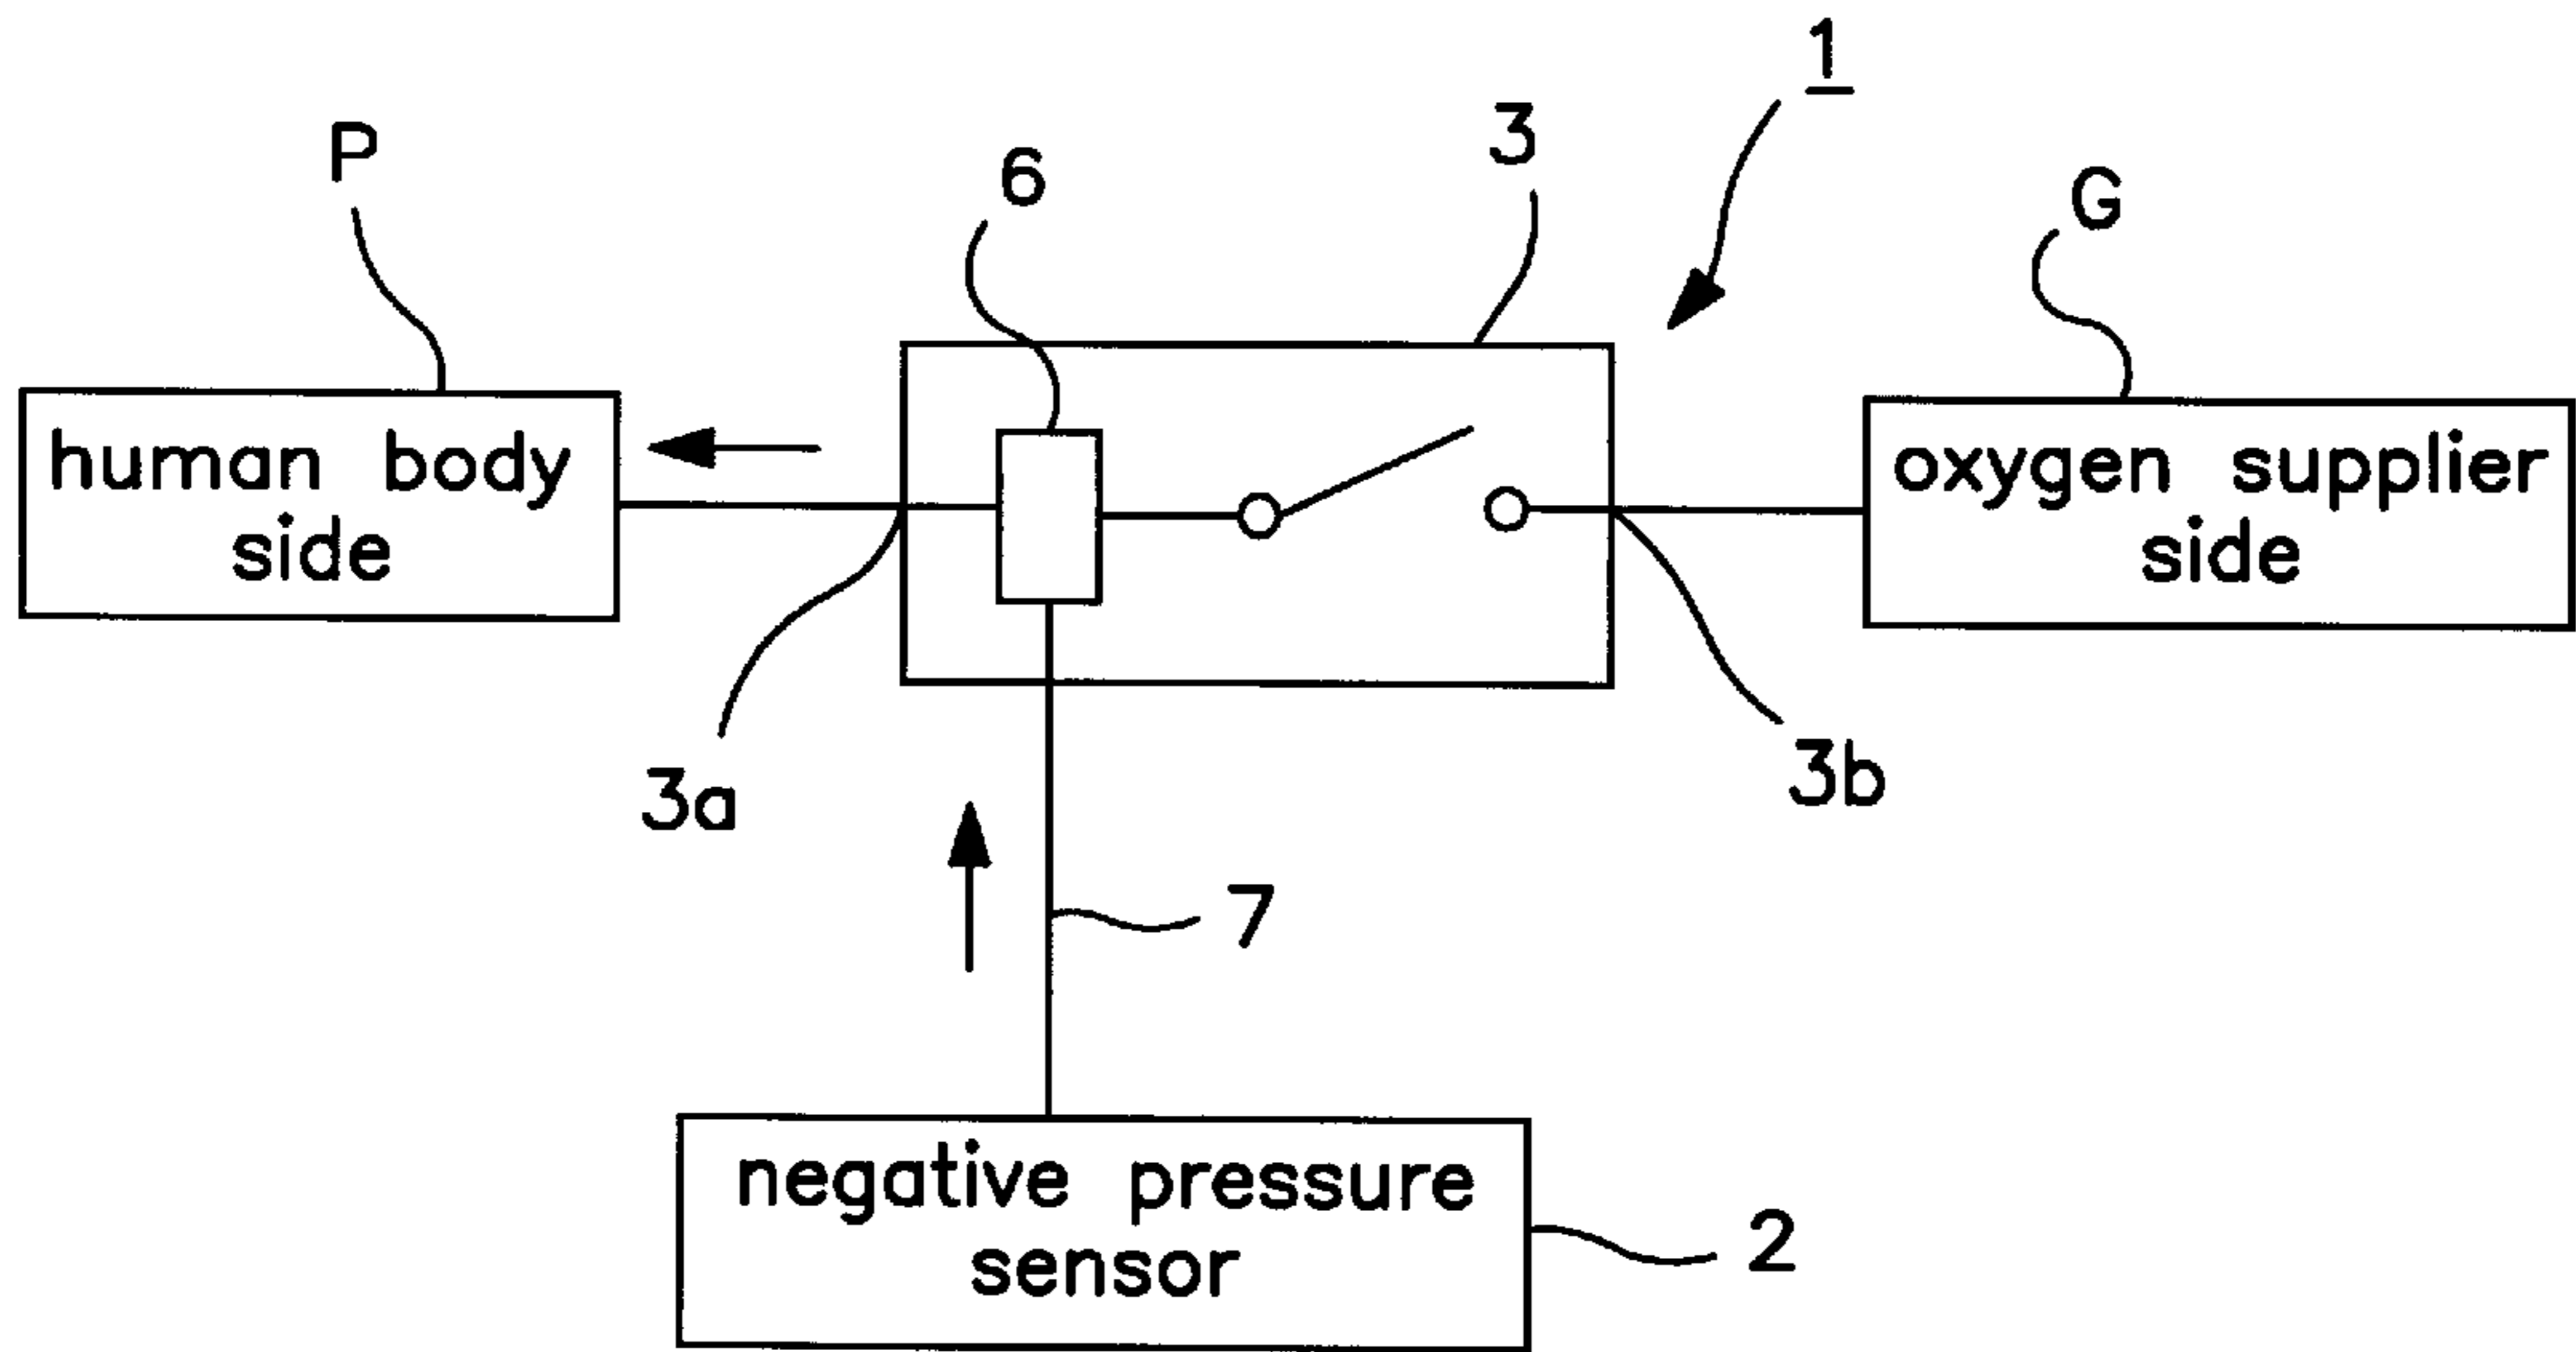 1
3
P
6
G
human body
side
oxygen supplier
side
3a
3b
7
negative pressure
sensor
2